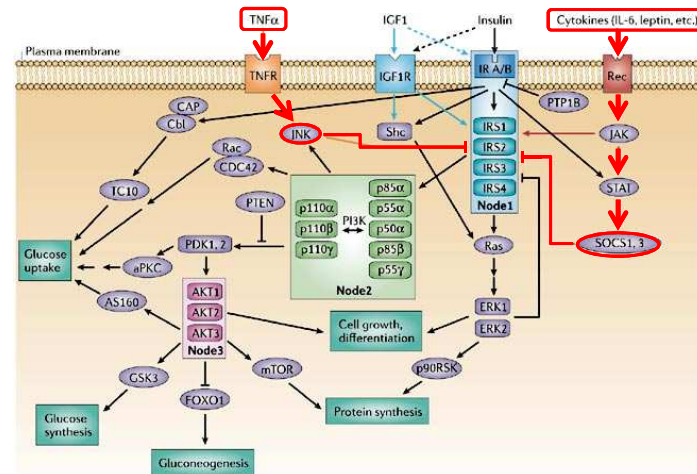 TNFα
IGF1
Insulin
Cytokines (IL-6, leptin, etc.)
Plasma membrane
TNFR
IGF1R
IR A/B
Rec
CAP
Cbl
PTP1B
JNK
Shc
IRS1
IRS2
IRS3
IRS4
Node1
JAK
STAT
SOCS1, 3
Rac
CDC42
TC10
PTEN
p110α
p110β
p110γ
PI3K
p85α
p55α
p50α
p85β
p55γ
Node2
Ras
Glucose
uptake
PDK1, 2
aPKC
AS160
AKT1
AKT2
AKT3
Node3
Cell growth,
differentiation
ERK1
ERK2
GSK3
mTOR
p90RSK
FOXO1
Glucose
synthesis
Protein synthesis
Gluconeogenesis